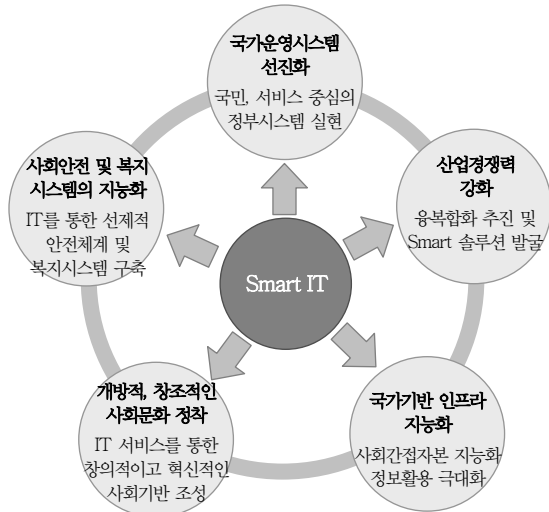 국가운영시스템
선진화
국민, 서비스 중심의
정부시스템 실현
사회안전 및 복지
시스템의 지능화
IT를 통한 선제적
안전체계 및
복지시스템 구축
산업경쟁력
강화
융복합화 추진 및
Smart 솔루션 발굴
Smart IT
개방적, 창조적인
사회문화 정착
IT 서비스를 통한
창의적이고 혁신적인
사회기반 조성
국가기반 인프라
지능화
사회간접자본 지능화
정보활용 극대화